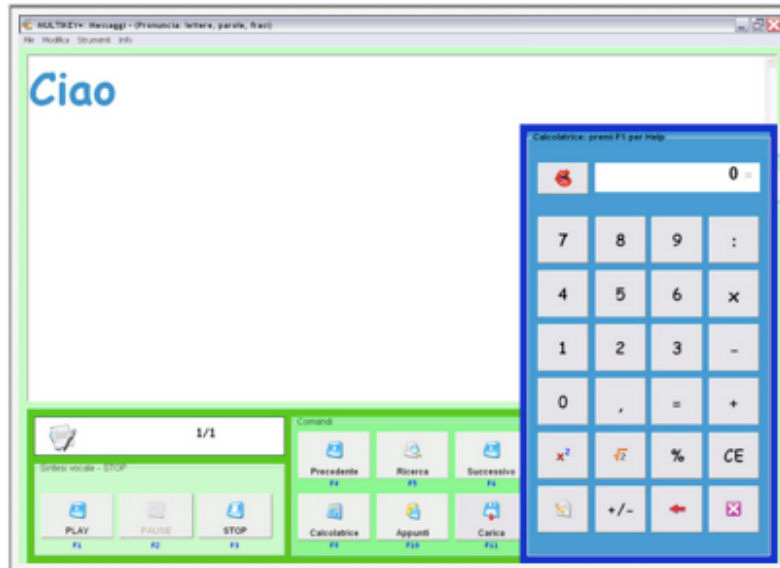 MULTIKEY+: Messaggi - (Pronuncia: lettere, parole, frasi)
File Modifica Strumenti Info
Ciao
Calcolatrice: premi F1 per Help
0 =
7 8 9 :
4 5 6 x
1 2 3 -
0 , = +
x² √2 % CE
+/-
1/1
Sintesi vocale - STOP
PLAY PAUSE STOP
F1 F2 F3
Comandi
Precedente Ricerca Successivo
F4 F5 F6
Calcolatrice Appunti Carica
F9 F10 F11